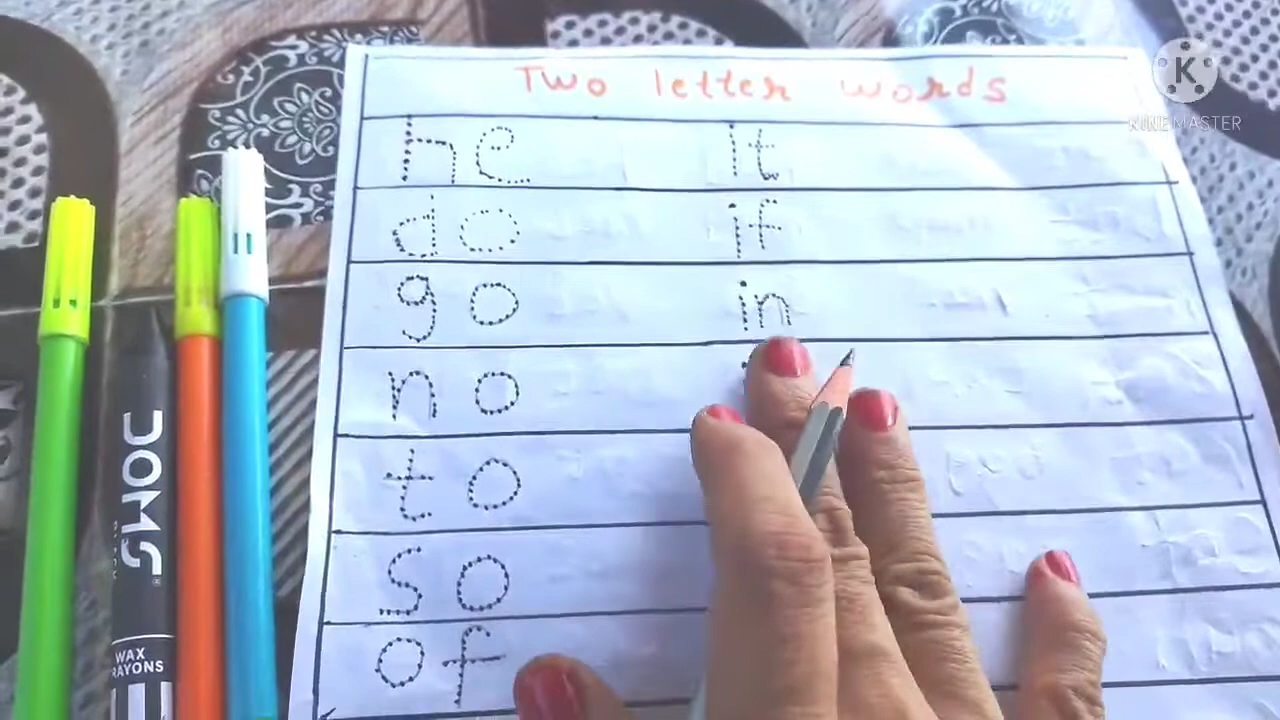 Two letter words
he It
do if
go in
no
to
so
of
DOMS
WAX
CRAYONS
K
KINEMASTER